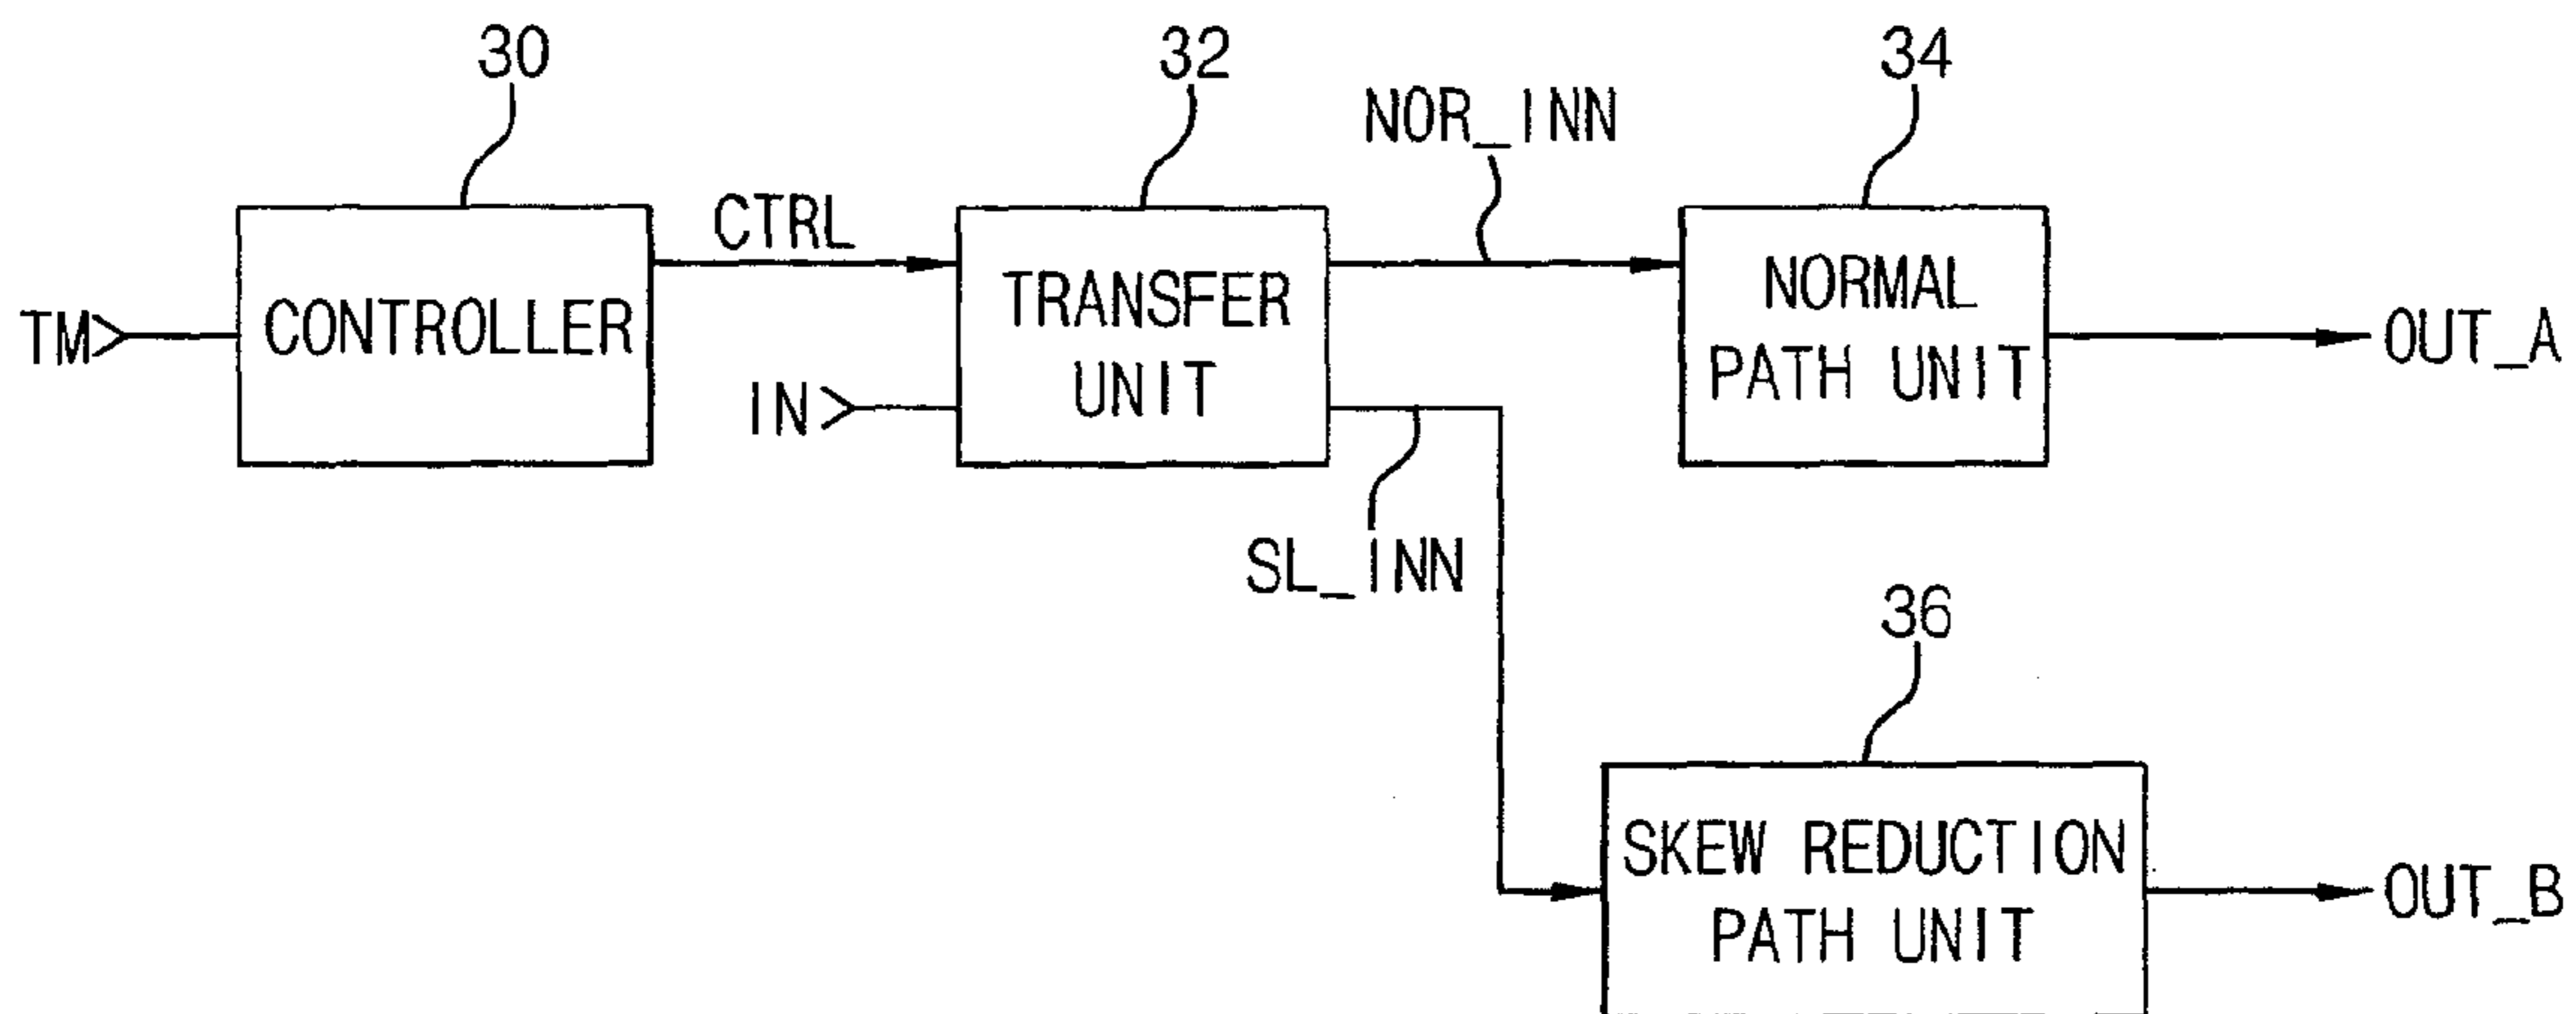 30
32
34
NOR_INN
CTRL
CONTROLLER
TRANSFER
UNIT
NORMAL
PATH UNIT
TM
IN
OUT_A
SL_INN
36
SKEW REDUCTION
PATH UNIT
OUT_B